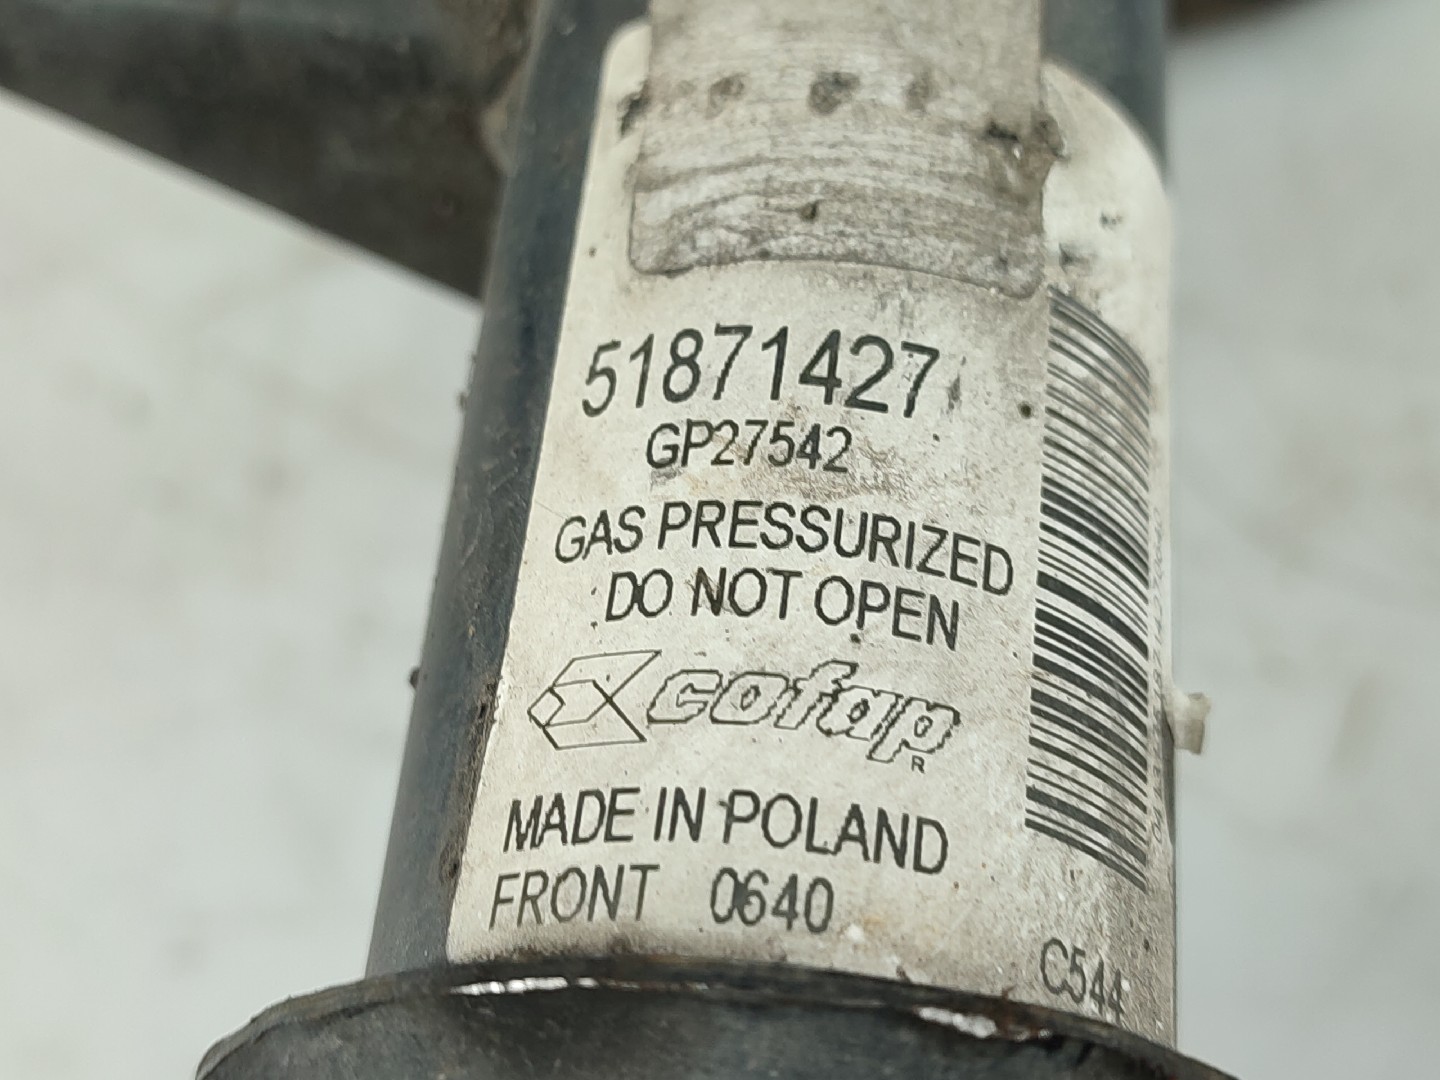 51871427
GP27542
GAS PRESSURIZED
DO NOT OPEN
cofap
R
MADE IN POLAND
FRONT 0640
C544